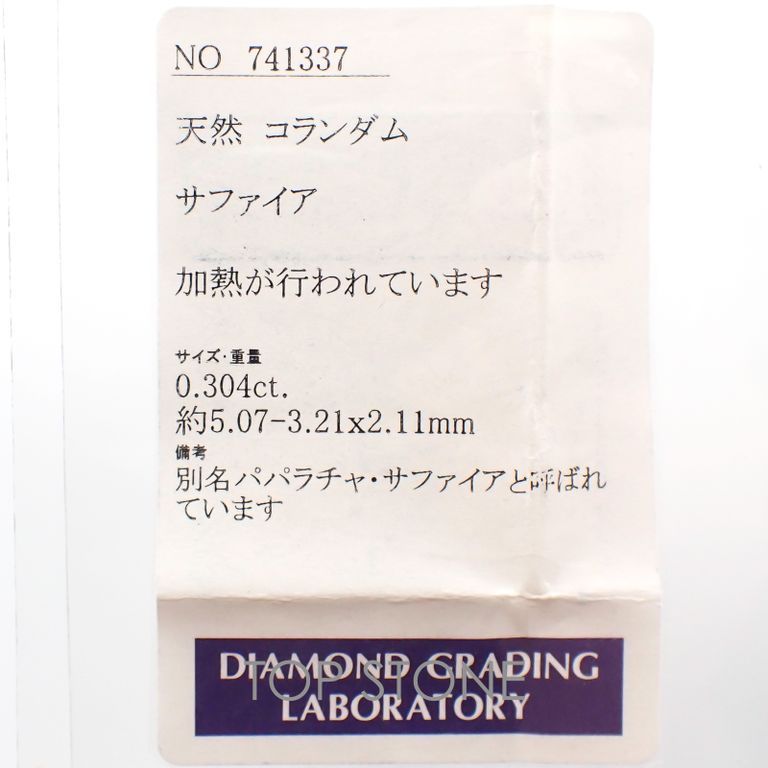 NO 741337
天然 コランダム
サファイア
加熱が行われています
サイズ・重量
0.304ct.
約5.07-3.21x2.11mm
備考
別名パパラチャ・サファイアと呼ばれ
ています
DIAMOND GRADING
TOP STONE
LABORATORY